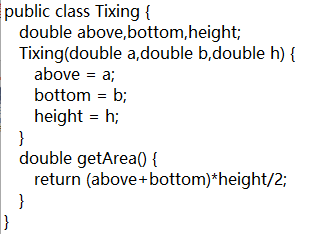 public class Tixing {
double above,bottom,height;
Tixing(double a,double b,double h) {
above = a;
bottom = b;
height = h;
}
double getArea() {
return (above+bottom)*height/2;
}
}